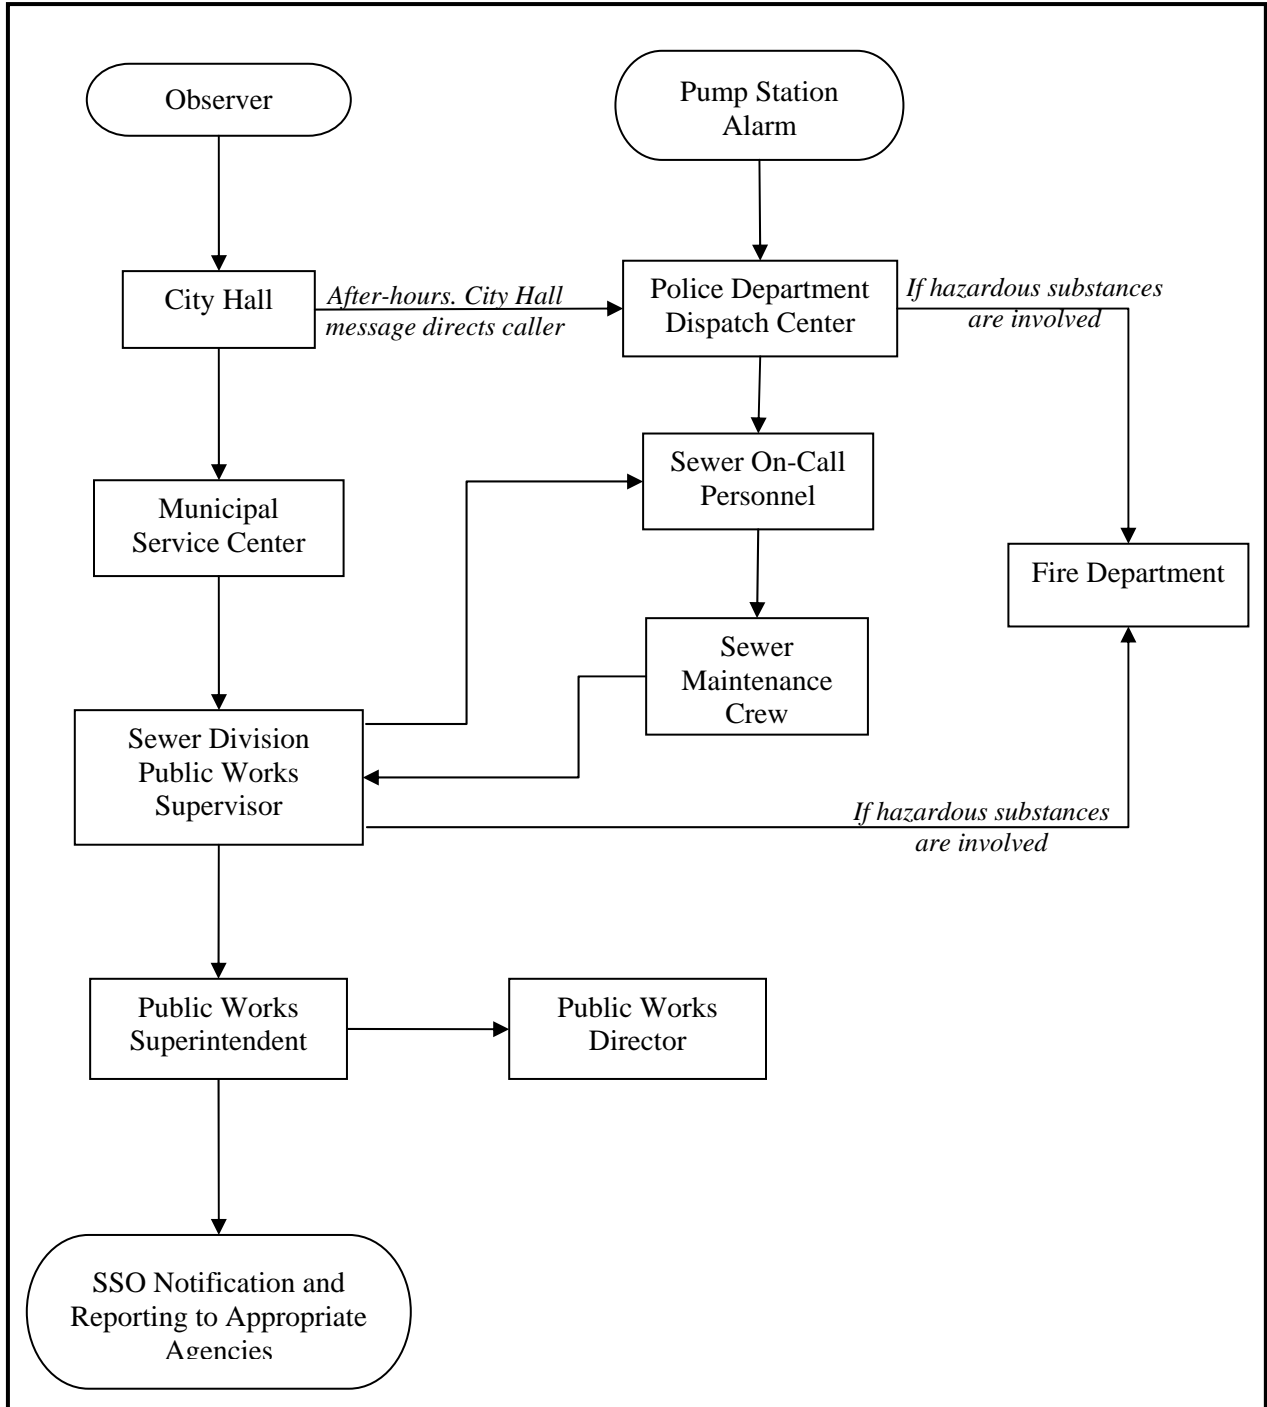 Observer
Pump Station
Alarm
City Hall
After-hours. City Hall
message directs caller
Police Department
Dispatch Center
If hazardous substances
are involved
Municipal
Service Center
Sewer On-Call
Personnel
Fire Department
Sewer
Maintenance
Crew
Sewer Division
Public Works
Supervisor
If hazardous substances
are involved
Public Works
Superintendent
Public Works
Director
SSO Notification and
Reporting to Appropriate
Agencies